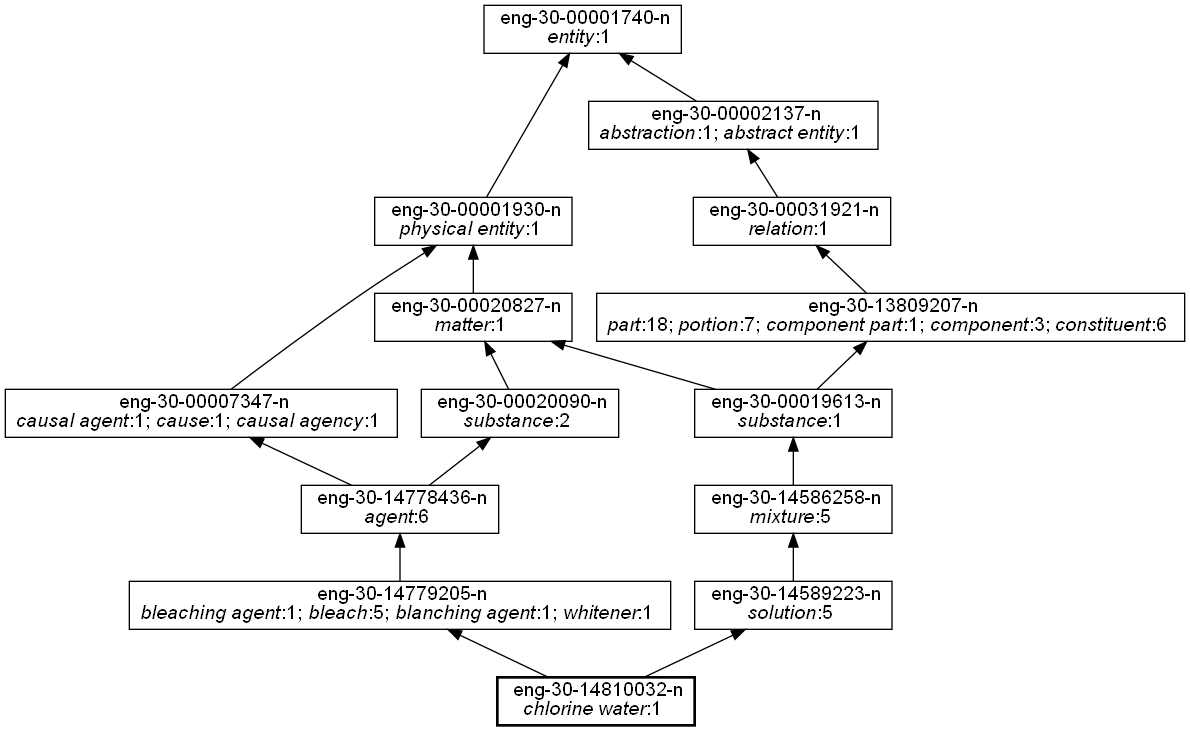 eng-30-00001740-n
entity:1
eng-30-00002137-n
abstraction:1; abstract entity:1
eng-30-00001930-n
physical entity:1
eng-30-00031921-n
relation:1
eng-30-00020827-n
matter:1
eng-30-13809207-n
part:18; portion:7; component part:1; component:3; constituent:6
eng-30-00007347-n
causal agent:1; cause:1; causal agency:1
eng-30-00020090-n
substance:2
eng-30-00019613-n
substance:1
eng-30-14778436-n
agent:6
eng-30-14586258-n
mixture:5
eng-30-14779205-n
bleaching agent:1; bleach:5; blanching agent:1; whitener:1
eng-30-14589223-n
solution:5
eng-30-14810032-n
chlorine water:1